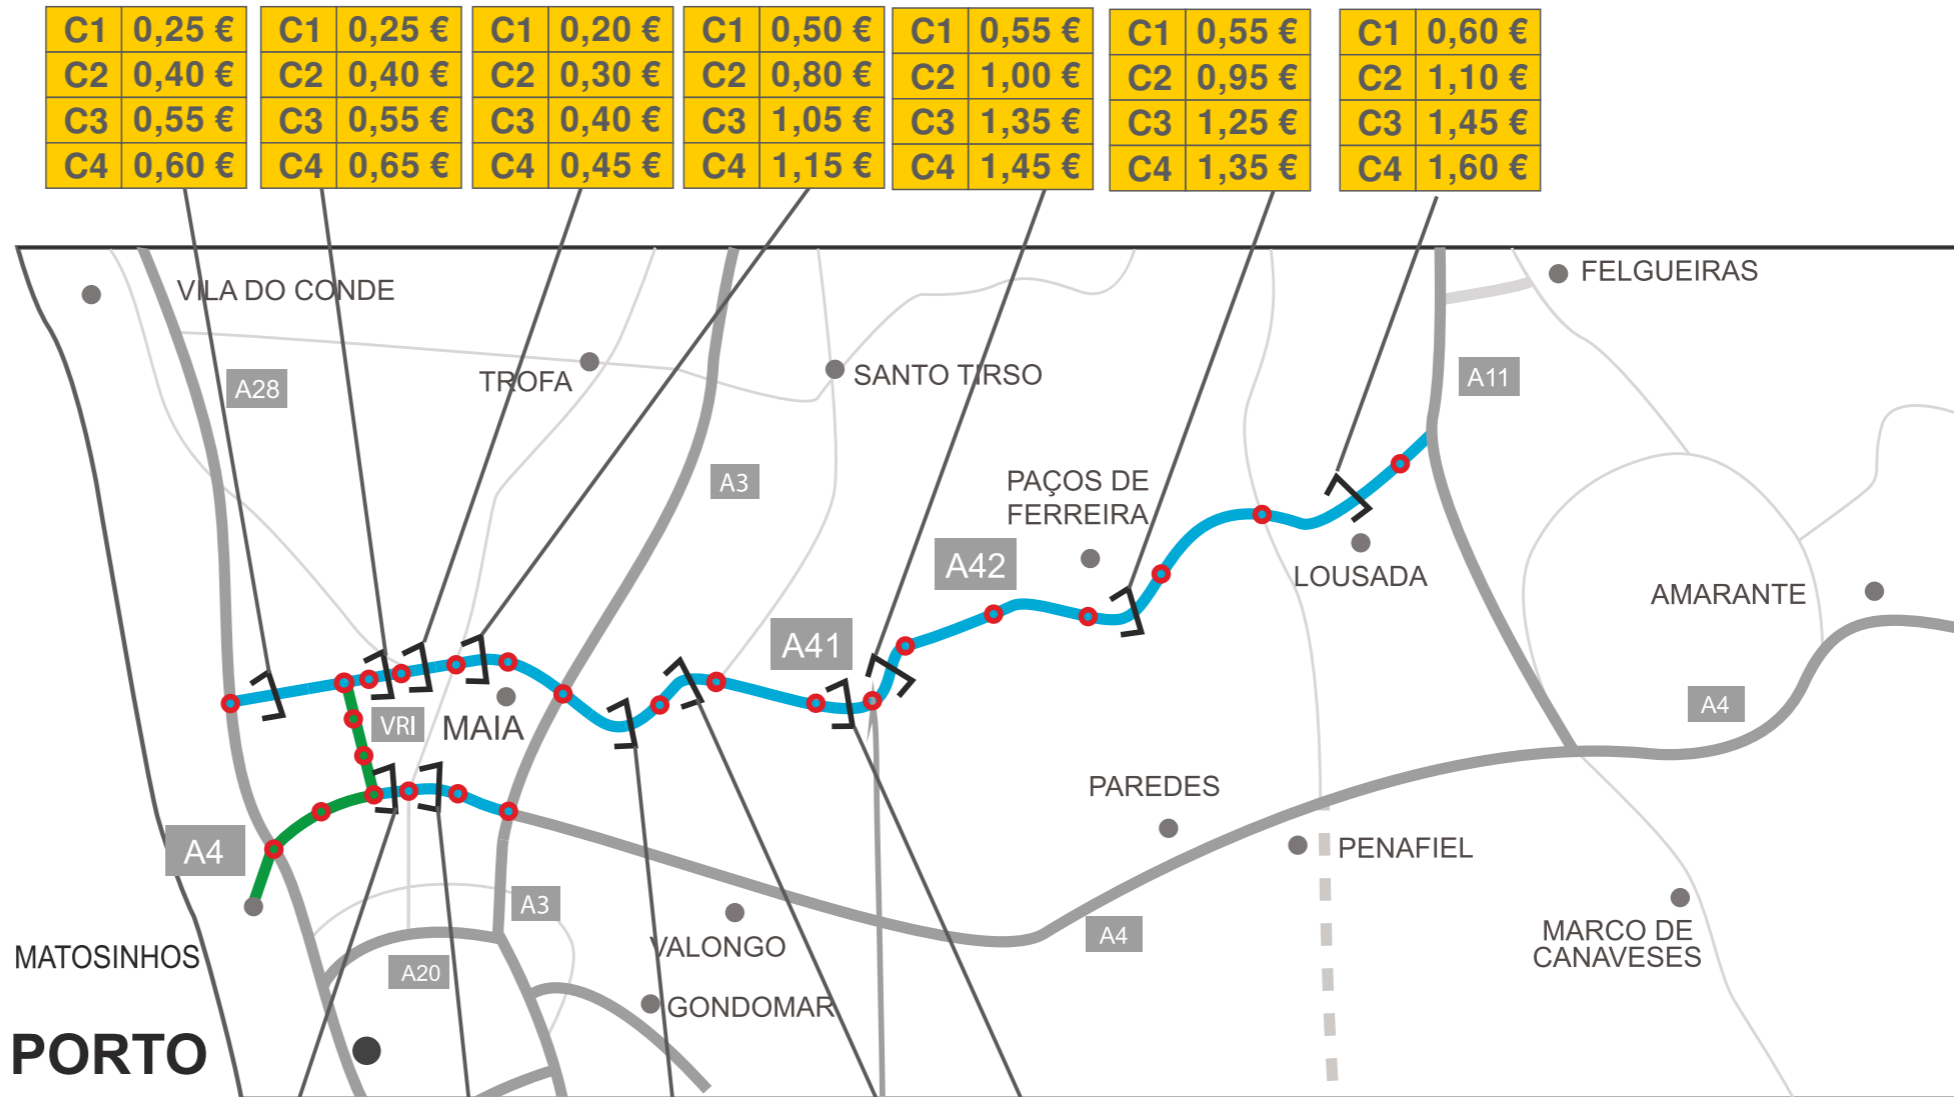 C1 0,25 € C1 0,25 € C1 0,20 € C1 0,50 € C1 0,55 € C1 0,55 € C1 0,60 €
C2 0,40 € C2 0,40 € C2 0,30 € C2 0,80 € C2 1,00 € C2 0,95 € C2 1,10 €
C3 0,55 € C3 0,55 € C3 0,40 € C3 1,05 € C3 1,35 € C3 1,25 € C3 1,45 €
C4 0,60 € C4 0,65 € C4 0,45 € C4 1,15 € C4 1,45 € C4 1,35 € C4 1,60 €
FELGUEIRAS
VILA DO CONDE
TROFA
SANTO TIRSO
A28
A11
A3
PAÇOS DE
FERREIRA
A42
LOUSADA
AMARANTE
A41
VRI
MAIA
A4
PAREDES
A4
PENAFIEL
A3
VALONGO
A4
MARCO DE
CANAVESES
MATOSINHOS
A20
GONDOMAR
PORTO